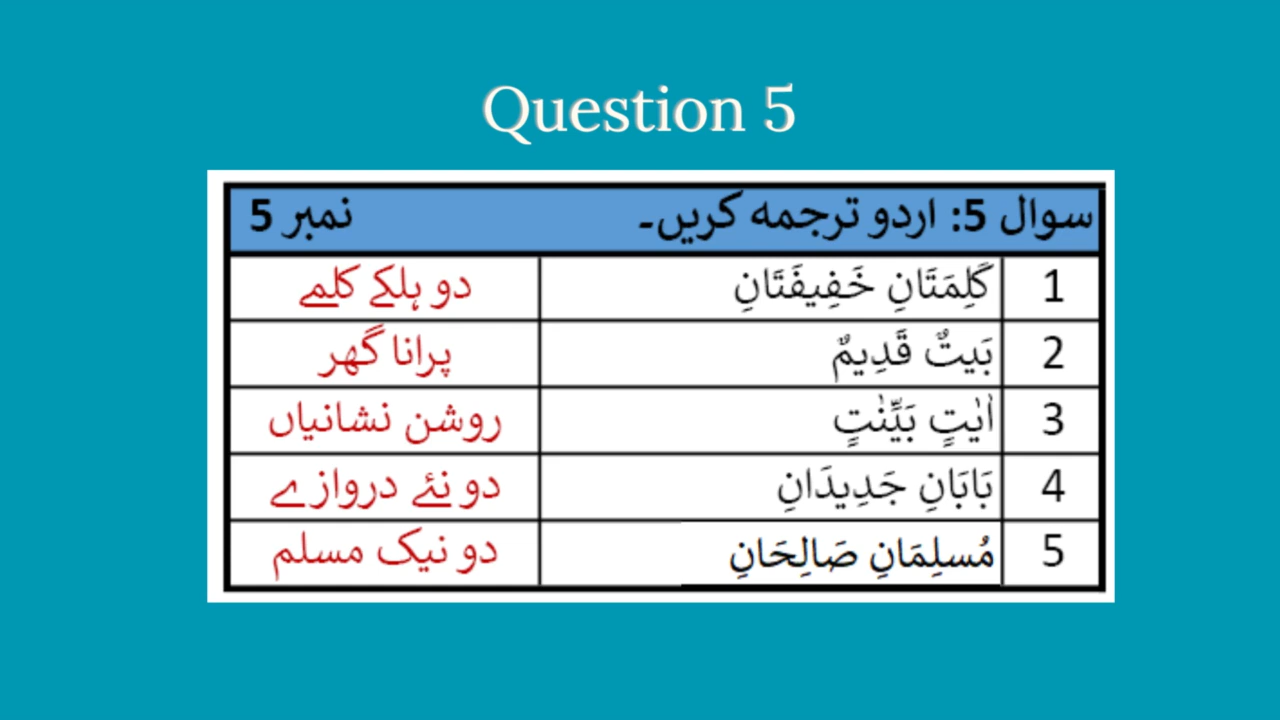 Question 5
سوال 5: اردو ترجمہ کریں۔ نمبر 5
1 كَلِمَتَانِ خَفِيفَتَانِ دو ہلکے کلمے
2 بَيتٌ قَدِيمٌ پرانا گھر
3 اٰيٰتٍ بَيِّنٰتٍ روشن نشانیاں
4 بَابَانِ جَدِيدَانِ دو نئے دروازے
5 مُسلِمَانِ صَالِحَانِ دو نیک مسلم